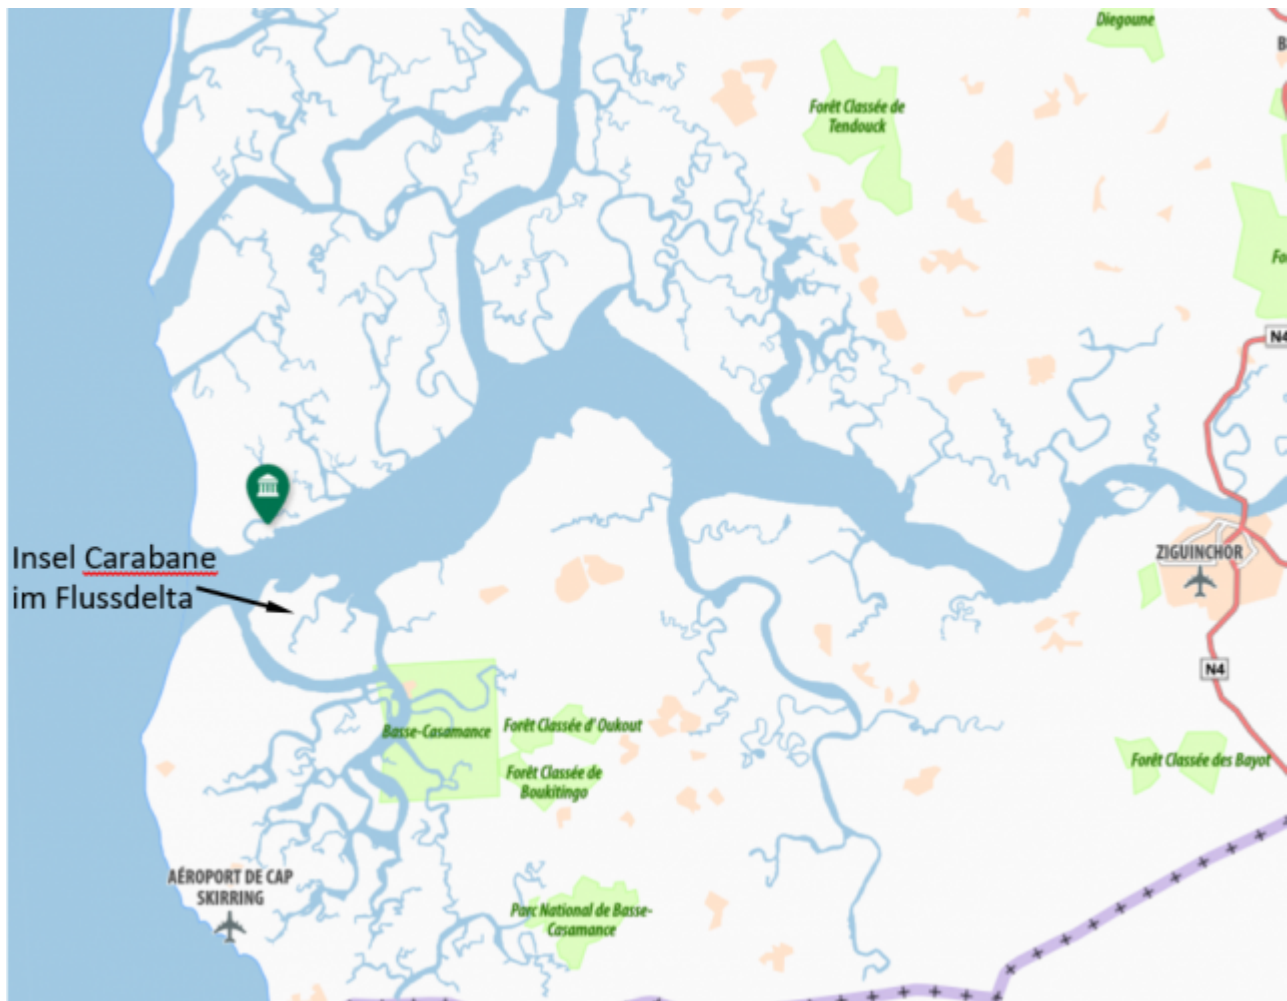 Diegoune
B
Forêt Classée de
Tendouck
Fo
N4
Insel Carabane
im Flussdelta
ZIGUINCHOR
N4
Basse-Casamance
Forêt Classée d' Oukout
Forêt Classée de
Boukitingo
Forêt Classée des Bayot
AÉROPORT DE CAP
SKIRRING
Parc National de Basse-
Casamance